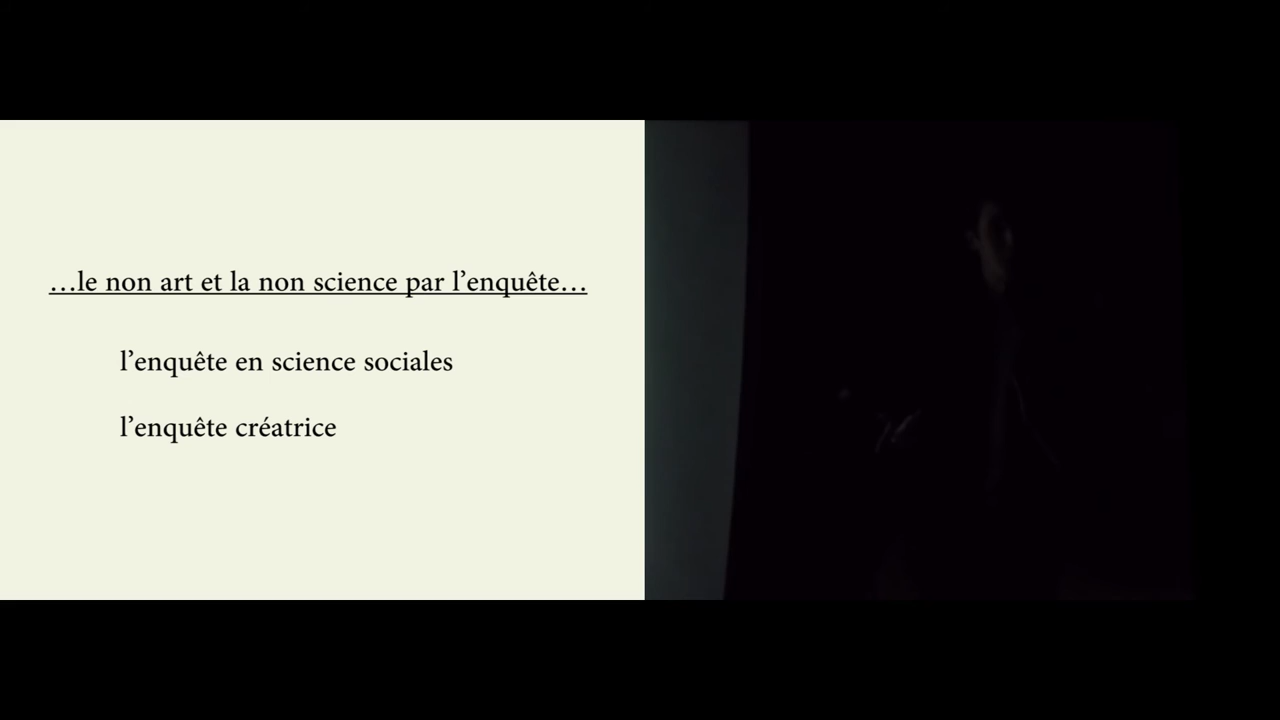 …le non art et la non science par l’enquête…
l’enquête en science sociales
l’enquête créatrice